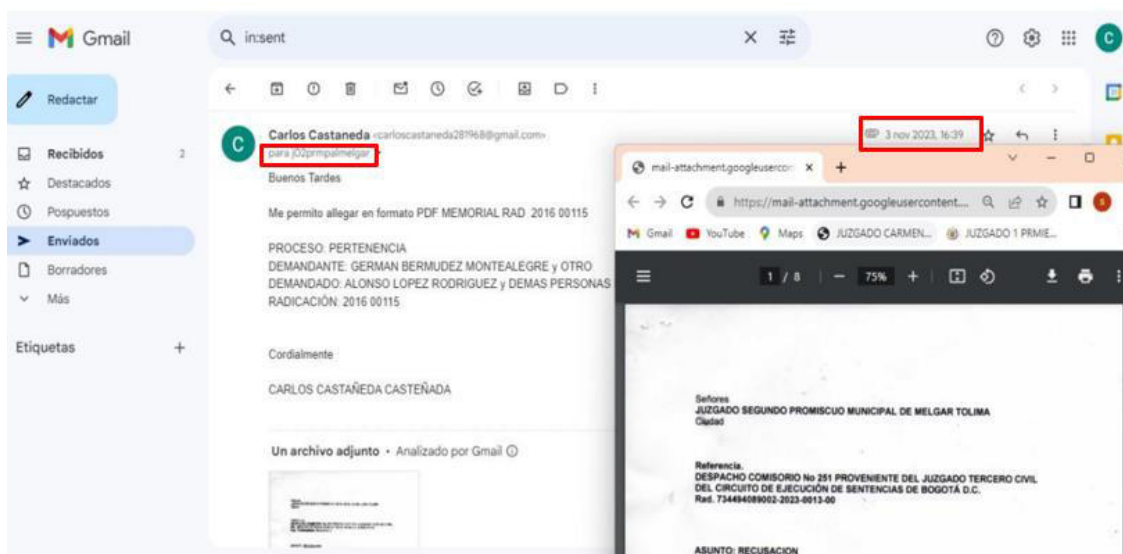 Gmail
in:sent
C
Redactar
Recibidos 2
Destacados
Pospuestos
Enviados
Borradores
Más
Etiquetas
C
Carlos Castaneda <carloscastaneda281968@gmail.com>
para j02prmpalmelgar
3 nov 2023, 16:39
Buenos Tardes
Me permito allegar en formato PDF MEMORIAL RAD 2016 00115
PROCESO: PERTENENCIA
DEMANDANTE: GERMAN BERMUDEZ MONTEALEGRE y OTRO
DEMANDADO: ALONSO LOPEZ RODRIGUEZ y DEMAS PERSONAS
RADICACIÓN: 2016 00115
Cordialmente
CARLOS CASTAÑEDA CASTEÑADA
Un archivo adjunto • Analizado por Gmail
mail-attachment.googleusercon
https://mail-attachment.googleusercontent...
S
Gmail YouTube Maps JUZGADO CARMEN... JUZGADO 1 PRMIE...
1 / 8 75%
Señores
JUZGADO SEGUNDO PROMISCUO MUNICIPAL DE MELGAR TOLIMA
Ciudad
Referencia.
DESPACHO COMISORIO No 251 PROVENIENTE DEL JUZGADO TERCERO CIVIL
DEL CIRCUITO DE EJECUCIÓN DE SENTENCIAS DE BOGOTÁ D.C.
Rad. 734494089002-2023-0013-00
ASUNTO: RECUSACION